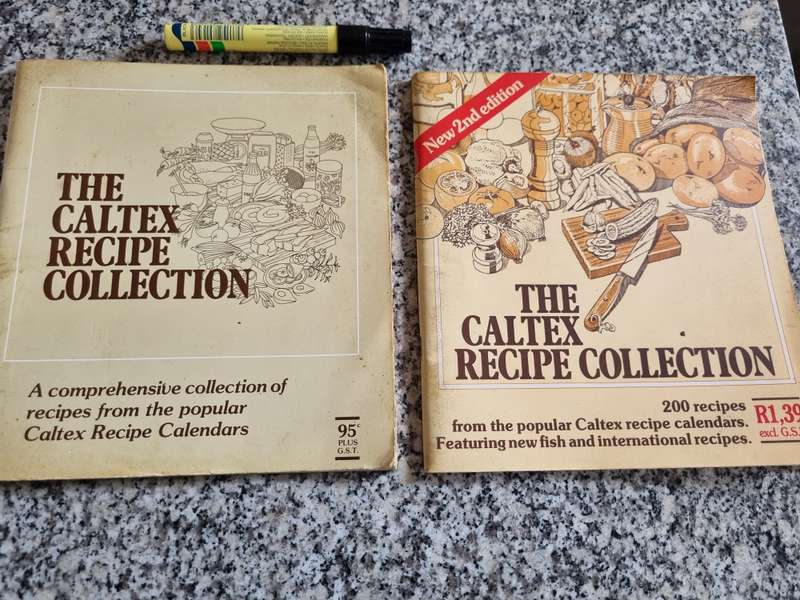 THE
CALTEX
RECIPE
COLLECTION
A comprehensive collection of
recipes from the popular
Caltex Recipe Calendars
95c
PLUS
G.S.T.
New 2nd edition
THE
CALTEX
RECIPE COLLECTION
200 recipes
from the popular Caltex recipe calendars.
Featuring new fish and international recipes.
R1,39
excl. G.S.T.